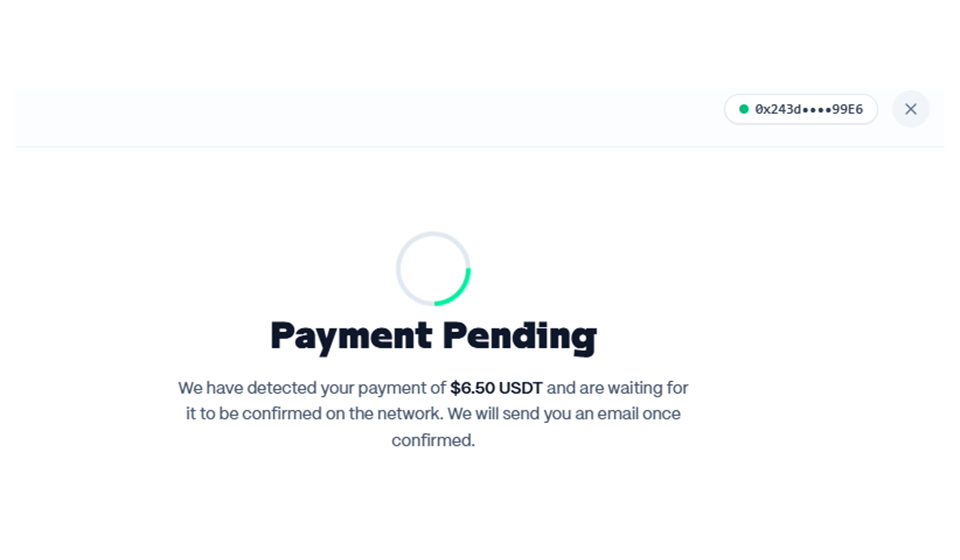 0x243d••••99E6
Payment Pending
We have detected your payment of $6.50 USDT and are waiting for
it to be confirmed on the network. We will send you an email once
confirmed.